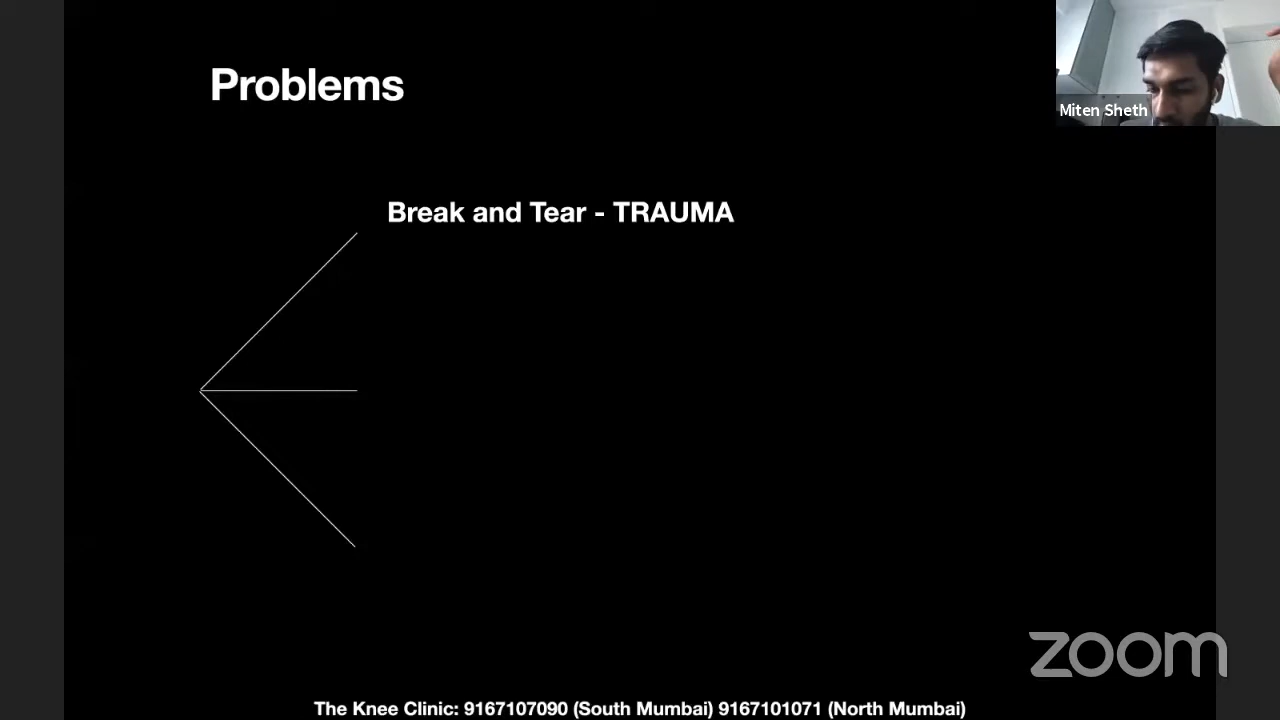 Problems
Miten Sheth
Break and Tear - TRAUMA
zoom
The Knee Clinic: 9167107090 (South Mumbai) 9167101071 (North Mumbai)